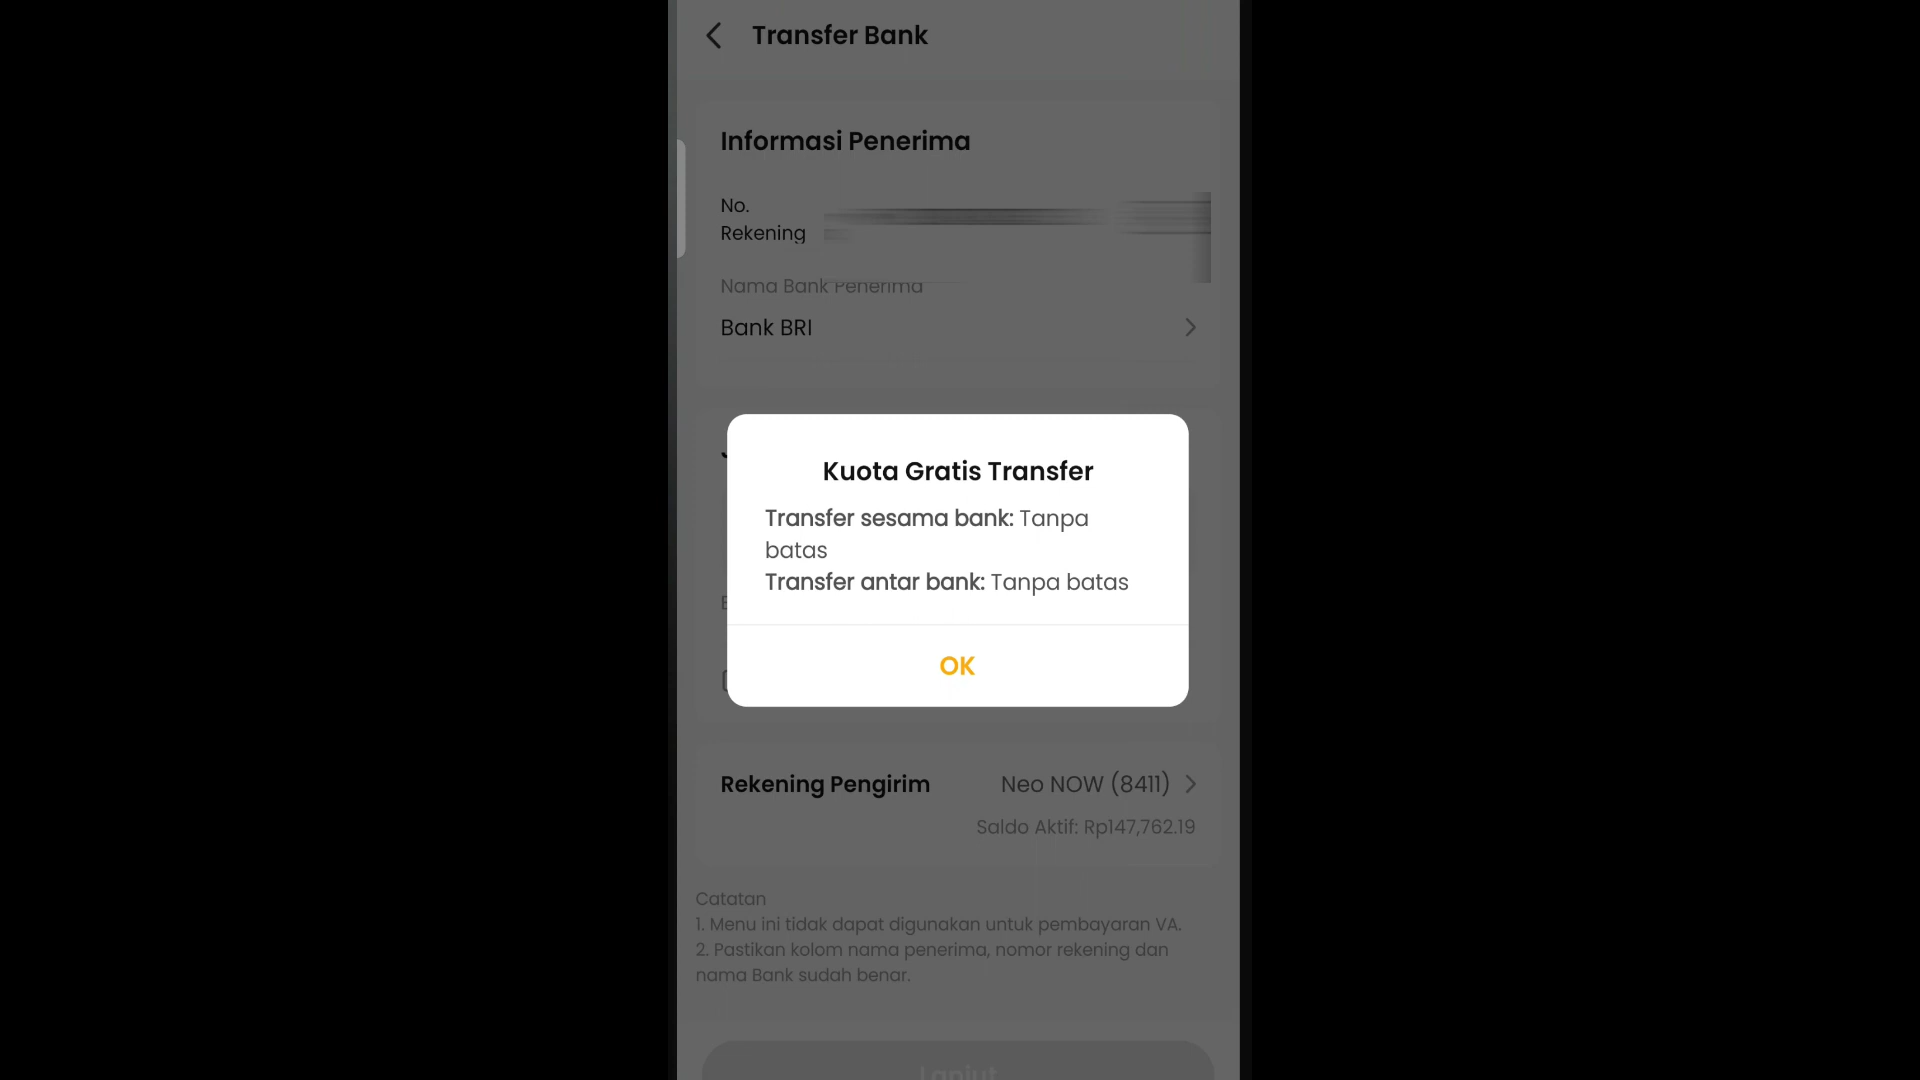 Transfer Bank
Informasi Penerima
No.
Rekening
Nama Bank Penerima
Bank BRI
Kuota Gratis Transfer
Transfer sesama bank: Tanpa
batas
Transfer antar bank: Tanpa batas
OK
Rekening Pengirim Neo NOW (8411)
Saldo Aktif: Rp147,762.19
Catatan
1. Menu ini tidak dapat digunakan untuk pembayaran VA.
2. Pastikan kolom nama penerima, nomor rekening dan
nama Bank sudah benar.
Lanjut